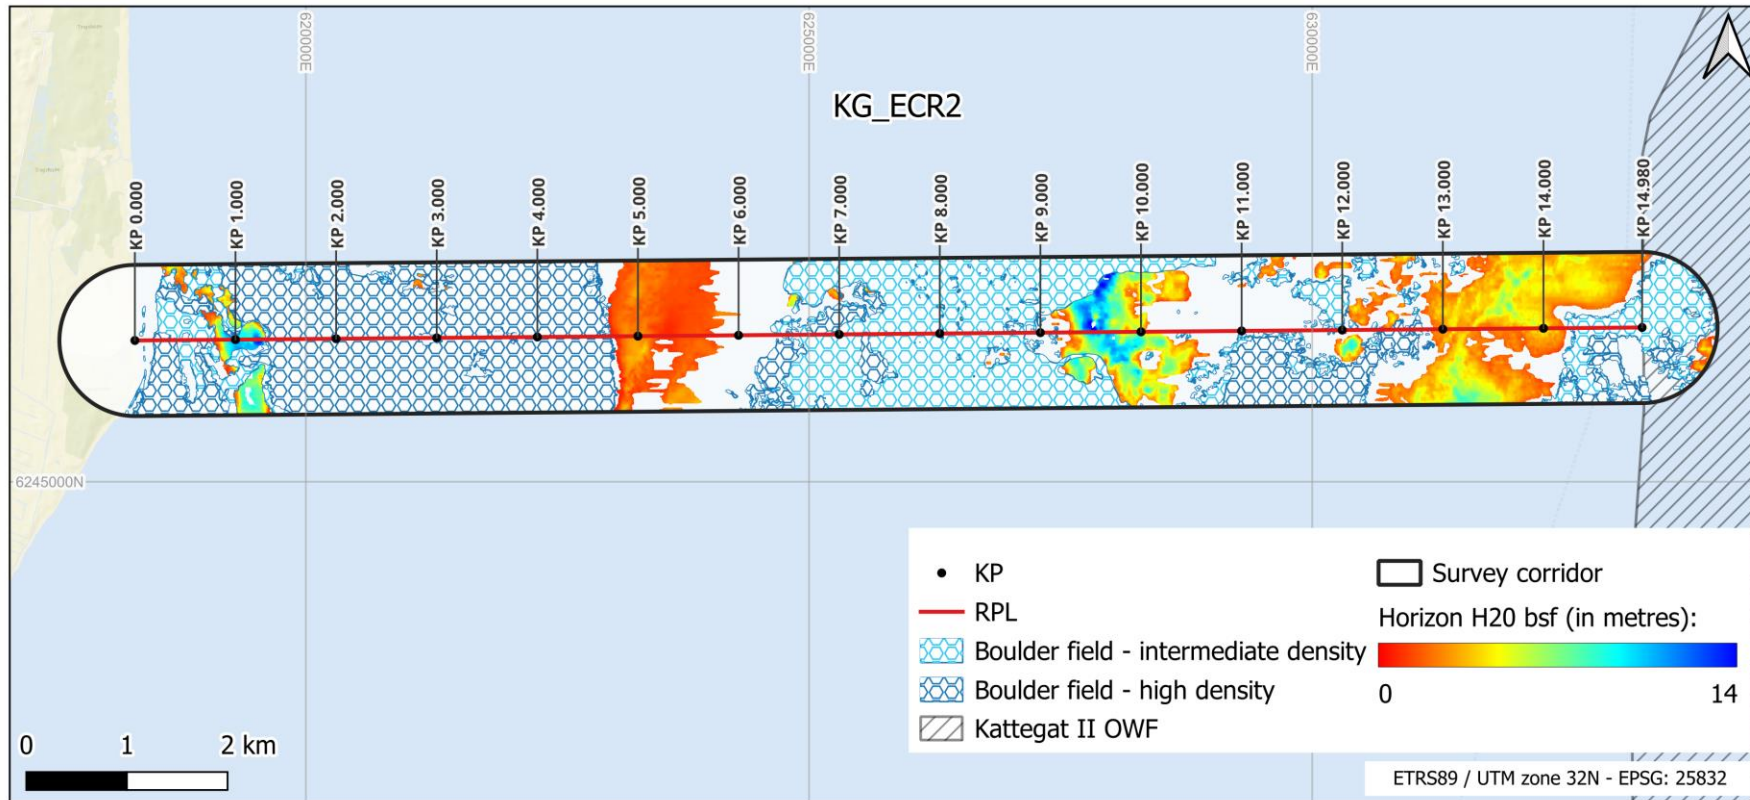 620000E
625000E
630000E
KG_ECR2
KP 0.000
KP 1.000
KP 2.000
KP 3.000
KP 4.000
KP 5.000
KP 6.000
KP 7.000
KP 8.000
KP 9.000
KP 10.000
KP 11.000
KP 12.000
KP 13.000
KP 14.000
KP 14.980
6245000N
KP
RPL
Boulder field - intermediate density
Boulder field - high density
Kattegat II OWF
Survey corridor
Horizon H20 bsf (in metres):
0 14
0 1 2 km
ETRS89 / UTM zone 32N - EPSG: 25832